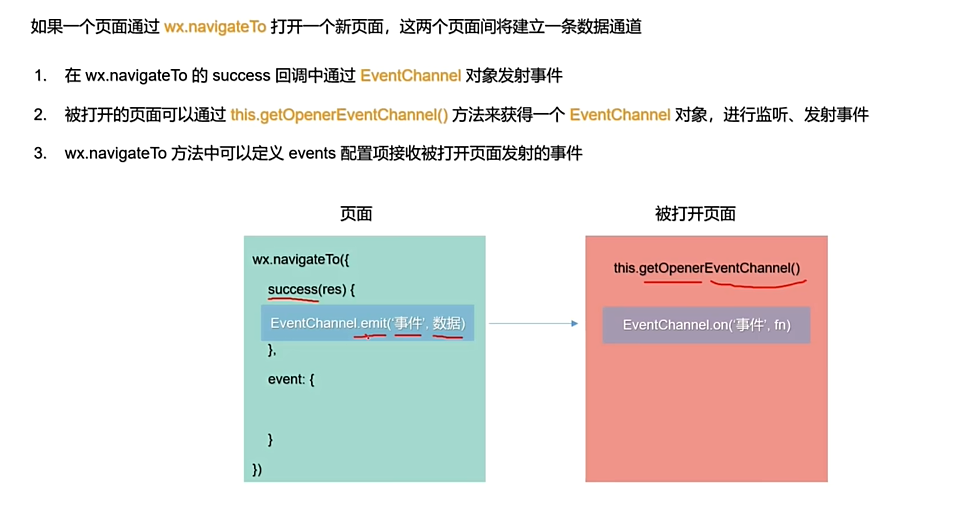 如果一个页面通过 wx.navigateTo 打开一个新页面，这两个页面间将建立一条数据通道
1. 在 wx.navigateTo 的 success 回调中通过 EventChannel 对象发射事件
2. 被打开的页面可以通过 this.getOpenerEventChannel() 方法来获得一个 EventChannel 对象，进行监听、发射事件
3. wx.navigateTo 方法中可以定义 events 配置项接收被打开页面发射的事件
页面
wx.navigateTo({
success(res) {
EventChannel.emit('事件', 数据)
},
event: {
}
})
被打开页面
this.getOpenerEventChannel()
EventChannel.on('事件', fn)